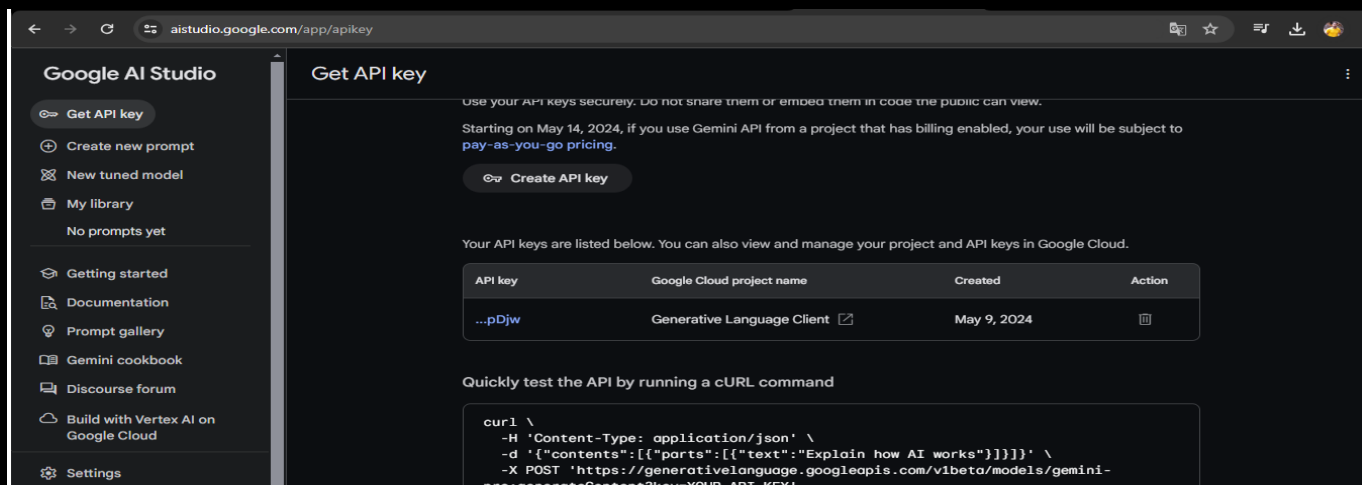 aistudio.google.com/app/apikey
Google AI Studio
Get API key
Create new prompt
New tuned model
My library
No prompts yet
Getting started
Documentation
Prompt gallery
Gemini cookbook
Discourse forum
Build with Vertex AI on
Google Cloud
Settings
Get API key
Use your API keys securely. Do not share them or embed them in code the public can view.
Starting on May 14, 2024, if you use Gemini API from a project that has billing enabled, your use will be subject to
pay-as-you-go pricing.
Create API key
Your API keys are listed below. You can also view and manage your project and API keys in Google Cloud.
API key Google Cloud project name Created Action
...pDjw Generative Language Client May 9, 2024
Quickly test the API by running a cURL command
curl \
-H 'Content-Type: application/json' \
-d '{"contents":[{"parts":[{"text":"Explain how AI works"}]}]}' \
-X POST 'https://generativelanguage.googleapis.com/v1beta/models/gemini-
pro:generateContent?key=YOUR_API_KEY'